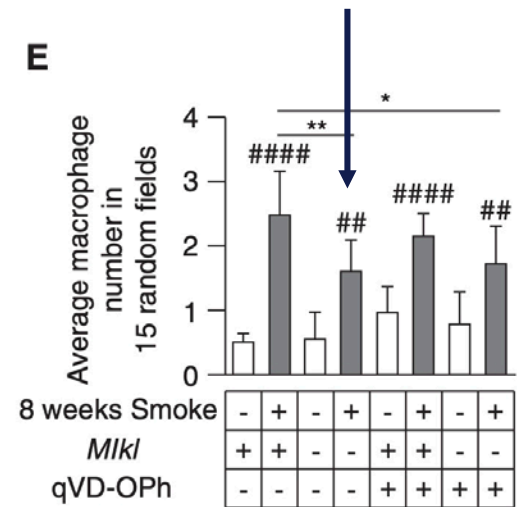 E
Average macrophage
number in
15 random fields
4
3
2
1
0
*
**
####
##
####
##
8 weeks Smoke - + - + - + - +
Mlkl + + - - + + - -
qVD-OPh - - - - + + + +